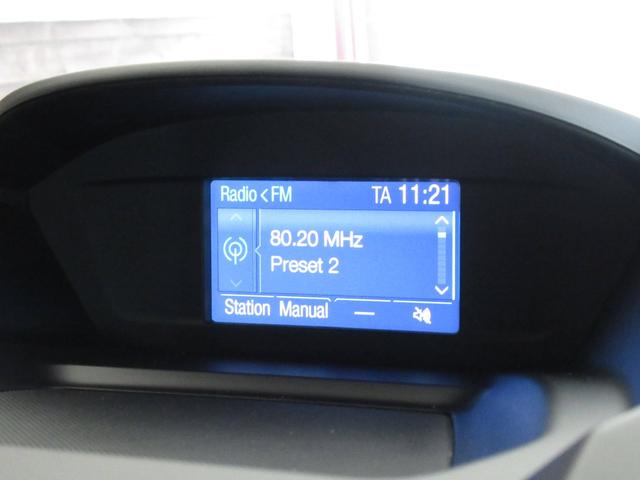 Radio < FM TA 11:21
80.20 MHz
Preset 2
Station Manual —